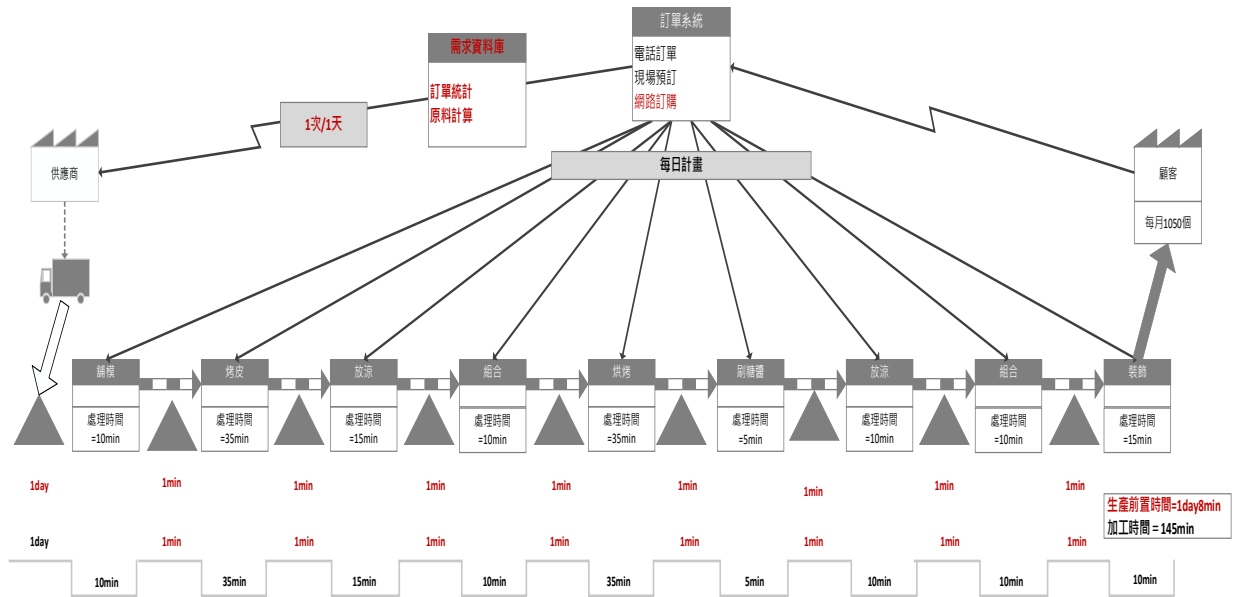 訂單系統
電話訂單
現場預訂
網路訂購
需求資料庫
訂單統計
原料計算
1次/1天
每日計畫
供應商
顧客
每月1050個
舖模
處理時間
=10min
烤皮
處理時間
=35min
放涼
處理時間
=15min
組合
處理時間
=10min
烘烤
處理時間
=35min
刷糖醬
處理時間
=5min
放涼
處理時間
=10min
組合
處理時間
=10min
裝飾
處理時間
=15min
1day
1min
1min
1min
1min
1min
1min
1min
1min
生產前置時間=1day8min
加工時間 = 145min
1day
1min
1min
1min
1min
1min
1min
1min
1min
10min
35min
15min
10min
35min
5min
10min
10min
10min